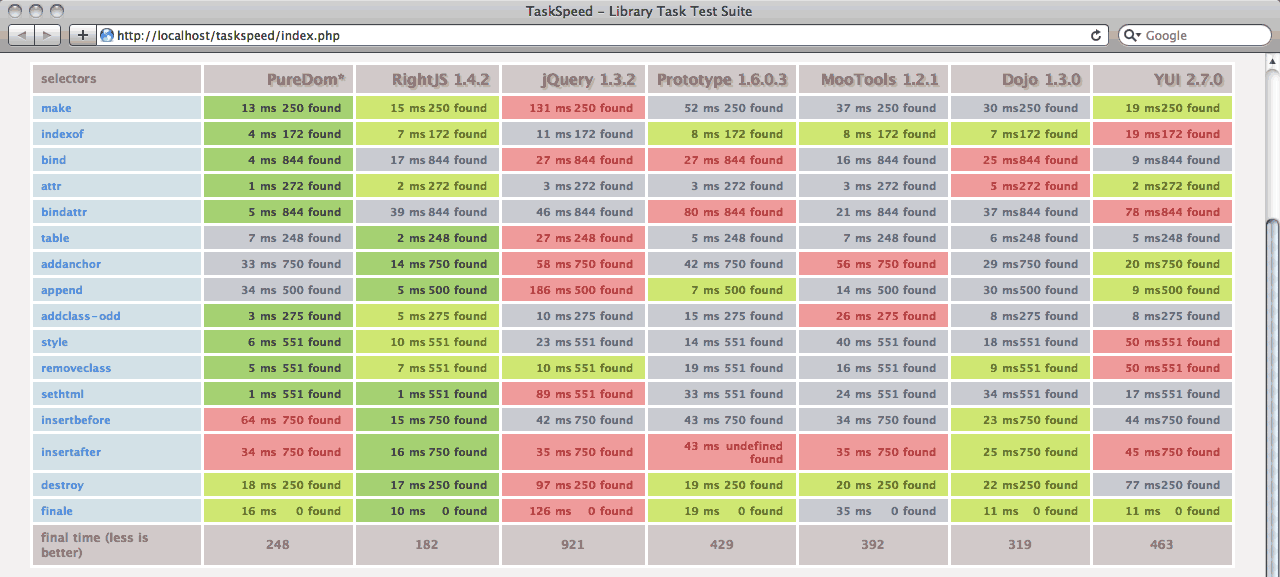 TaskSpeed – Library Task Test Suite
http://localhost/taskspeed/index.php
Google
selectors PureDom* RightJS 1.4.2 jQuery 1.3.2 Prototype 1.6.0.3 MooTools 1.2.1 Dojo 1.3.0 YUI 2.7.0
make 13 ms 250 found 15 ms 250 found 131 ms 250 found 52 ms 250 found 37 ms 250 found 30 ms250 found 19 ms250 found
indexof 4 ms 172 found 7 ms 172 found 11 ms 172 found 8 ms 172 found 8 ms 172 found 7 ms172 found 19 ms172 found
bind 4 ms 844 found 17 ms 844 found 27 ms 844 found 27 ms 844 found 16 ms 844 found 25 ms844 found 9 ms844 found
attr 1 ms 272 found 2 ms 272 found 3 ms 272 found 3 ms 272 found 3 ms 272 found 5 ms272 found 2 ms272 found
bindattr 5 ms 844 found 39 ms 844 found 46 ms 844 found 80 ms 844 found 21 ms 844 found 37 ms844 found 78 ms844 found
table 7 ms 248 found 2 ms 248 found 27 ms 248 found 5 ms 248 found 7 ms 248 found 6 ms248 found 5 ms248 found
addanchor 33 ms 750 found 14 ms 750 found 58 ms 750 found 42 ms 750 found 56 ms 750 found 29 ms750 found 20 ms750 found
append 34 ms 500 found 5 ms 500 found 186 ms 500 found 7 ms 500 found 14 ms 500 found 30 ms500 found 9 ms500 found
addclass-odd 3 ms 275 found 5 ms 275 found 10 ms 275 found 15 ms 275 found 26 ms 275 found 8 ms275 found 8 ms275 found
style 6 ms 551 found 10 ms 551 found 23 ms 551 found 14 ms 551 found 40 ms 551 found 18 ms551 found 50 ms551 found
removeclass 5 ms 551 found 7 ms 551 found 10 ms 551 found 19 ms 551 found 16 ms 551 found 9 ms551 found 50 ms551 found
sethtml 1 ms 551 found 1 ms 551 found 89 ms 551 found 33 ms 551 found 24 ms 551 found 34 ms551 found 17 ms551 found
insertbefore 64 ms 750 found 15 ms 750 found 42 ms 750 found 43 ms 750 found 34 ms 750 found 23 ms750 found 44 ms750 found
insertafter 34 ms 750 found 16 ms 750 found 35 ms 750 found 43 ms undefined found 35 ms 750 found 25 ms750 found 45 ms750 found
destroy 18 ms 250 found 17 ms 250 found 97 ms 250 found 19 ms 250 found 20 ms 250 found 22 ms250 found 77 ms250 found
finale 16 ms 0 found 10 ms 0 found 126 ms 0 found 19 ms 0 found 35 ms 0 found 11 ms 0 found 11 ms 0 found
final time (less is better) 248 182 921 429 392 319 463